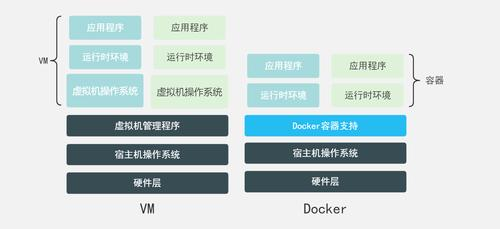 应用程序
应用程序
VM
运行时环境
运行时环境
虚拟机操作系统
虚拟机操作系统
虚拟机管理程序
宿主机操作系统
硬件层
VM
应用程序
应用程序
容器
运行时环境
运行时环境
Docker容器支持
宿主机操作系统
硬件层
Docker